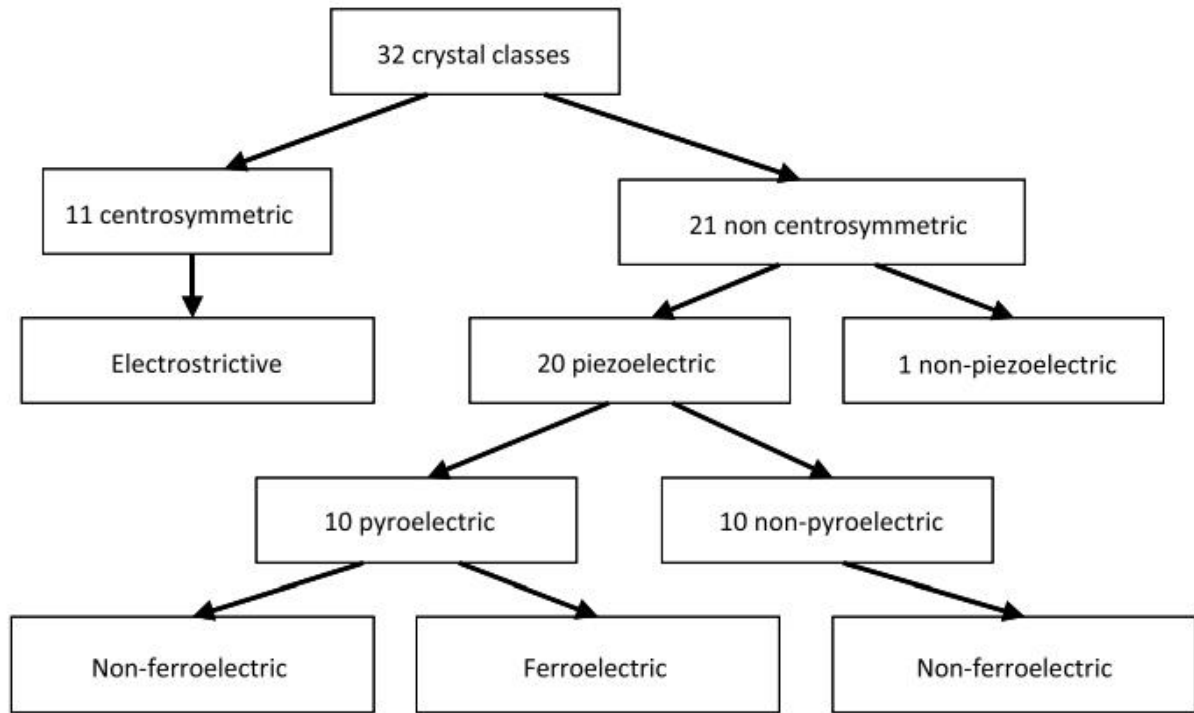 32 crystal classes
11 centrosymmetric
21 non centrosymmetric
Electrostrictive
20 piezoelectric
1 non-piezoelectric
10 pyroelectric
10 non-pyroelectric
Non-ferroelectric
Ferroelectric
Non-ferroelectric